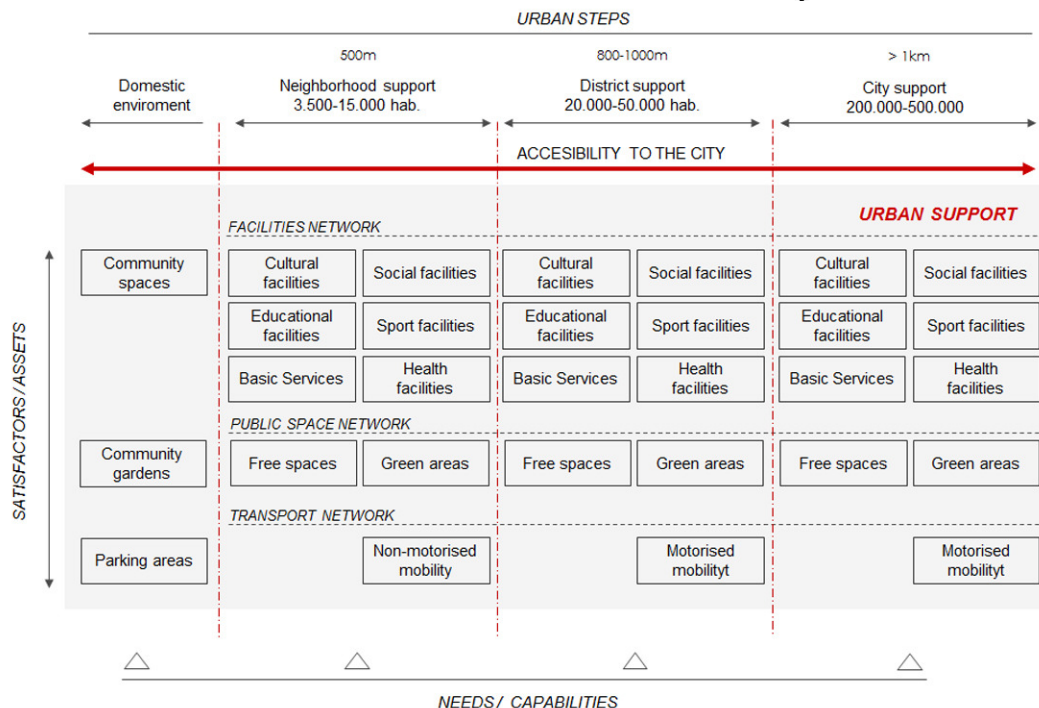 URBAN STEPS
500m
800-1000m
> 1km
Domestic
enviroment
Neighborhood support
3.500-15.000 hab.
District support
20.000-50.000 hab.
City support
200.000-500.000
ACCESIBILITY TO THE CITY
URBAN SUPPORT
FACILITIES NETWORK
SATISFACTORS / ASSETS
Community
spaces
Cultural
facilities
Social facilities
Cultural
facilities
Social facilities
Cultural
facilities
Social facilities
Educational
facilities
Sport facilities
Educational
facilities
Sport facilities
Educational
facilities
Sport facilities
Basic Services
Health
facilities
Basic Services
Health
facilities
Basic Services
Health
facilities
PUBLIC SPACE NETWORK
Community
gardens
Free spaces
Green areas
Free spaces
Green areas
Free spaces
Green areas
TRANSPORT NETWORK
Parking areas
Non-motorised
mobility
Motorised
mobilityt
Motorised
mobilityt
NEEDS / CAPABILITIES